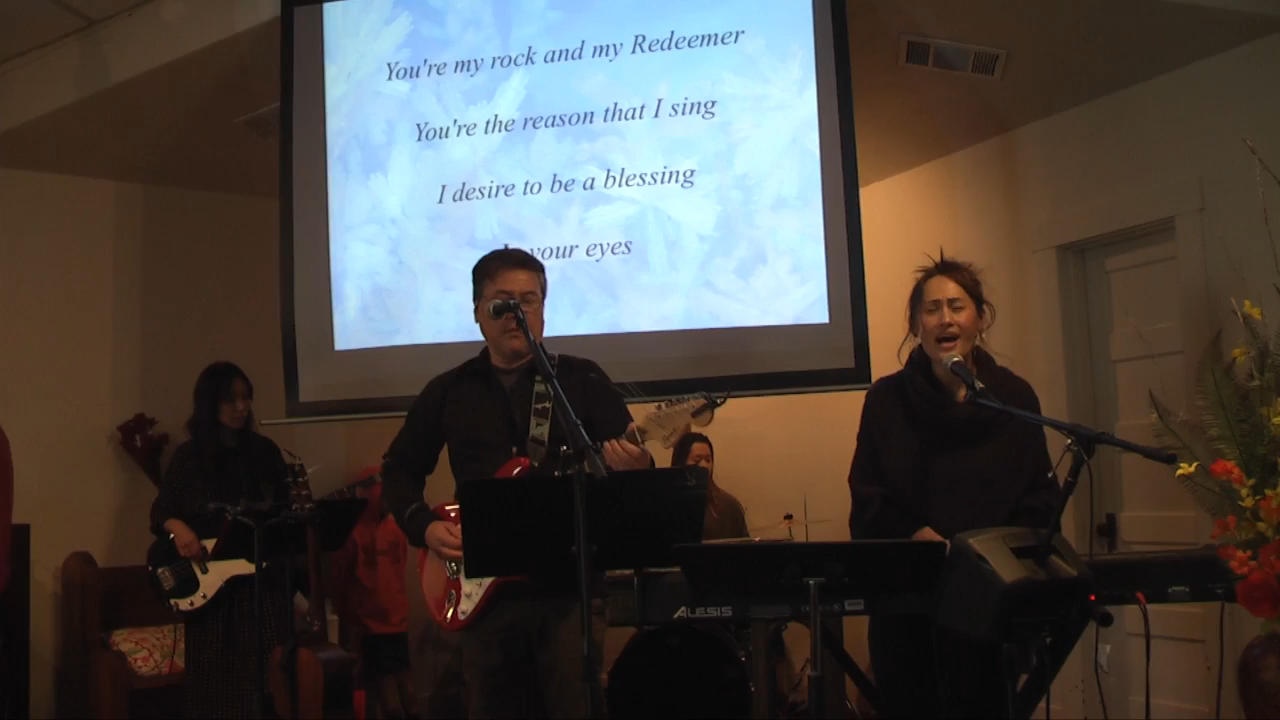 You're my rock and my Redeemer
You're the reason that I sing
I desire to be a blessing
your eyes
ALESIS